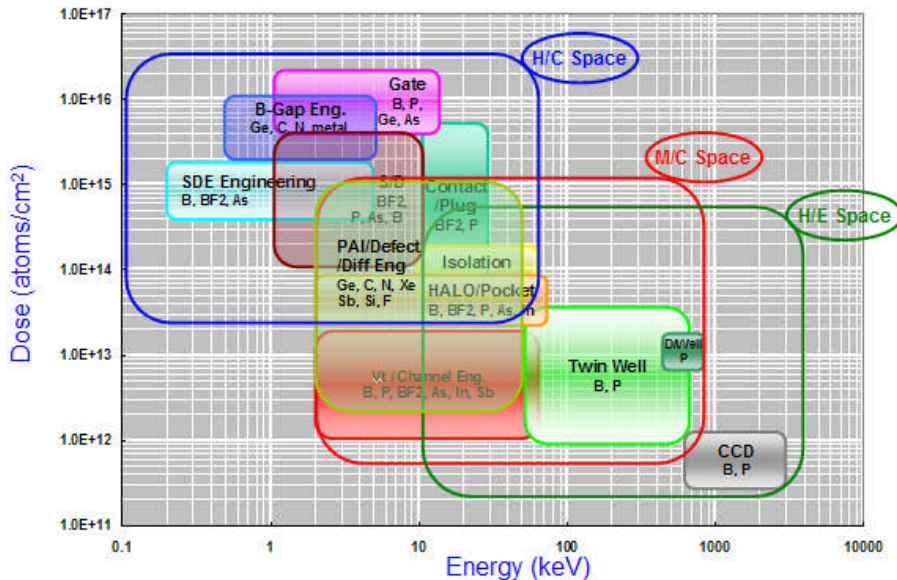 1.0E+17
1.0E+16
1.0E+15
1.0E+14
1.0E+13
1.0E+12
1.0E+11
Dose (atoms/cm²)
H/C Space
M/C Space
H/E Space
Gate
B, P,
Ge, As
B-Gap Eng.
Ge, C, N, metal
SDE Engineering
B, BF2, As
S/D
BF2,
P, As, B
Contact
/Plug
BF2, P
PAI/Defect
/Diff Eng
Ge, C, N, Xe
Sb, Si, F
Isolation
HALO/Pocket
B, BF2, P, As, In
Vt / Channel Eng.
B, P, BF2, As, In, Sb
Twin Well
B, P
P
CCD
B, P
0.1
1
10
100
1000
10000
Energy (keV)